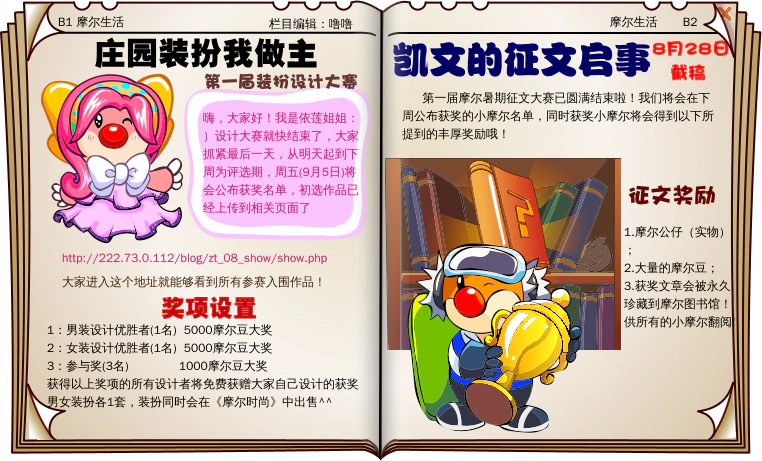 B1 摩尔生活
栏目编辑：噜噜
庄园装扮我做主
第一届装扮设计大赛
嗨，大家好！我是依莲姐姐：
）设计大赛就快结束了，大家
抓紧最后一天，从明天起到下
周为评选期，周五(9月5日)将
会公布获奖名单，初选作品已
经上传到相关页面了
http://222.73.0.112/blog/zt_08_show/show.php
大家进入这个地址就能够看到所有参赛入围作品！
奖项设置
1：男装设计优胜者(1名）5000摩尔豆大奖
2：女装设计优胜者(1名）5000摩尔豆大奖
3：参与奖(3名） 1000摩尔豆大奖
获得以上奖项的所有设计者将免费获赠大家自己设计的获奖
男女装扮各1套，装扮同时会在《摩尔时尚》中出售^^
摩尔生活 B2
凯文的征文启事
8月28日
截稿
第一届摩尔暑期征文大赛已圆满结束啦！我们将会在下
周公布获奖的小摩尔名单，同时获奖小摩尔将会得到以下所
提到的丰厚奖励哦！
征文奖励
1.摩尔公仔（实物）
；
2.大量的摩尔豆；
3.获奖文章会被永久
珍藏到摩尔图书馆！
供所有的小摩尔翻阅